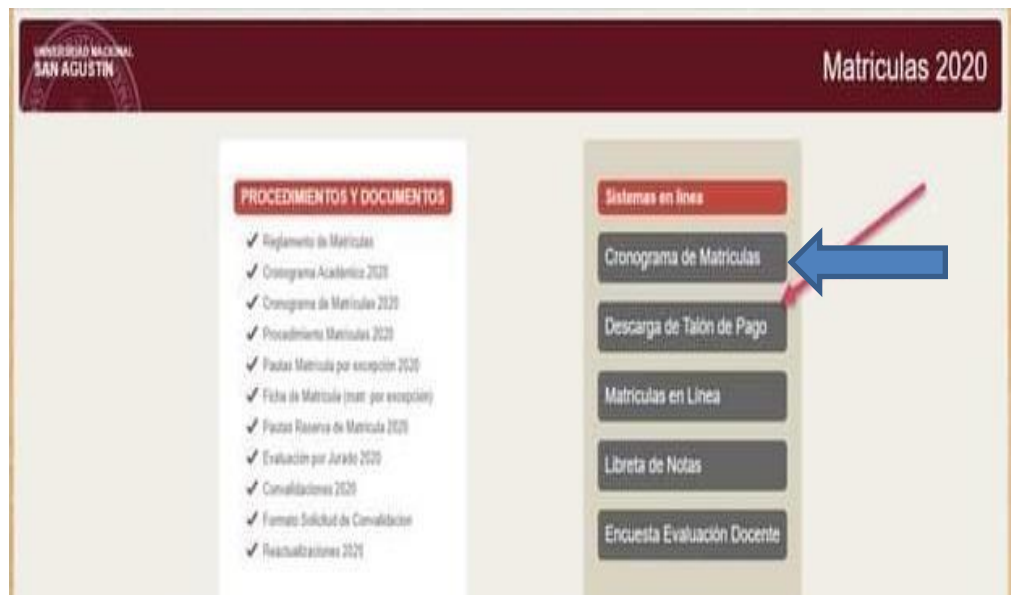 UNIVERSIDAD NACIONAL
SAN AGUSTIN
Matriculas 2020
PROCEDIMIENTOS Y DOCUMENTOS
Reglamento de Matriculas
Cronograma Académico 2020
Cronograma de Matriculas 2020
Procedimiento Matriculas 2020
Pautas Matricula por excepción 2020
Ficha de Matricula (matr. por excepción)
Pautas Reserva de Matricula 2020
Evaluación por Jurado 2020
Convalidaciones 2020
Formato Solicitud de Convalidacion
Reactualizaciones 2020
Sistemas en linea
Cronograma de Matriculas
Descarga de Talón de Pago
Matriculas en Linea
Libreta de Notas
Encuesta Evaluación Docente